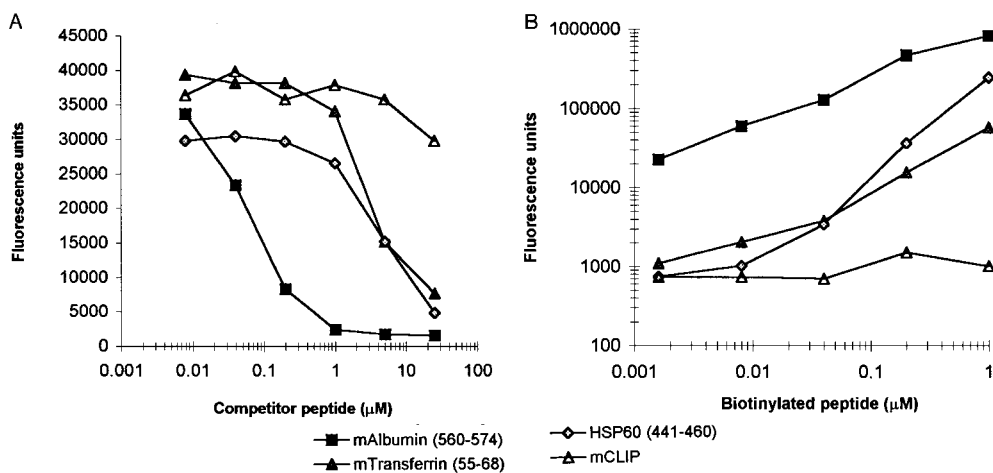 A
Fluorescence units
45000
40000
35000
30000
25000
20000
15000
10000
5000
0
0.001 0.01 0.1 1 10 100
Competitor peptide (μM)
B
Fluorescence units
1000000
100000
10000
1000
100
0.001 0.01 0.1 1
Biotinylated peptide (μM)
mAlbumin (560-574)
mTransferrin (55-68)
HSP60 (441-460)
mCLIP